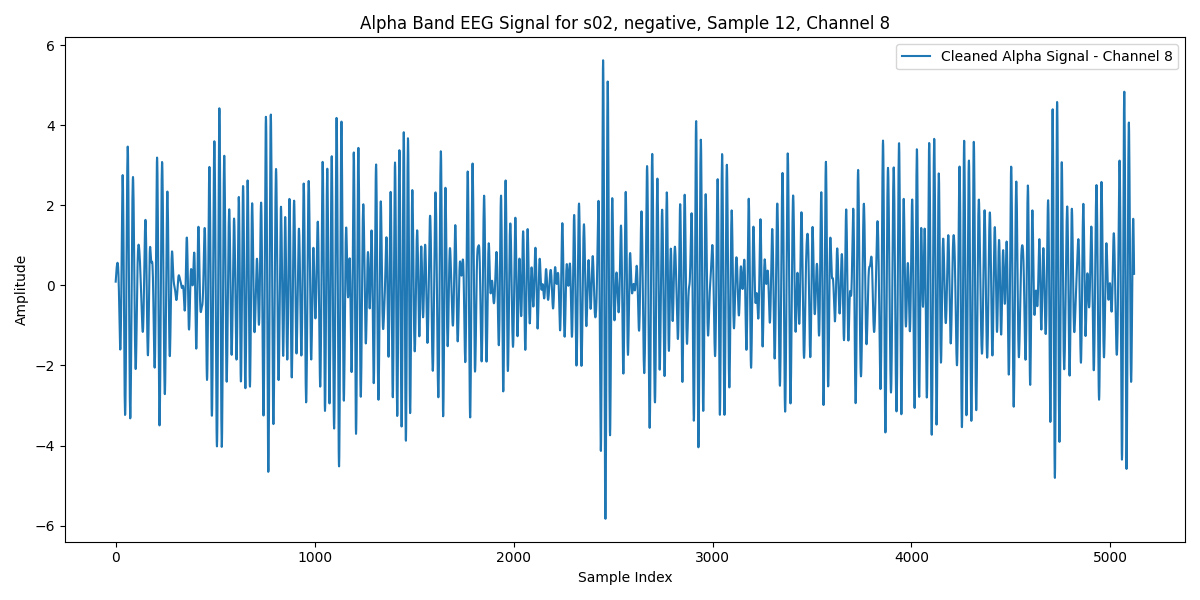 Alpha Band EEG Signal for s02, negative, Sample 12, Channel 8
Cleaned Alpha Signal - Channel 8
Amplitude
6
4
2
0
−2
−4
−6
0 1000 2000 3000 4000 5000
Sample Index